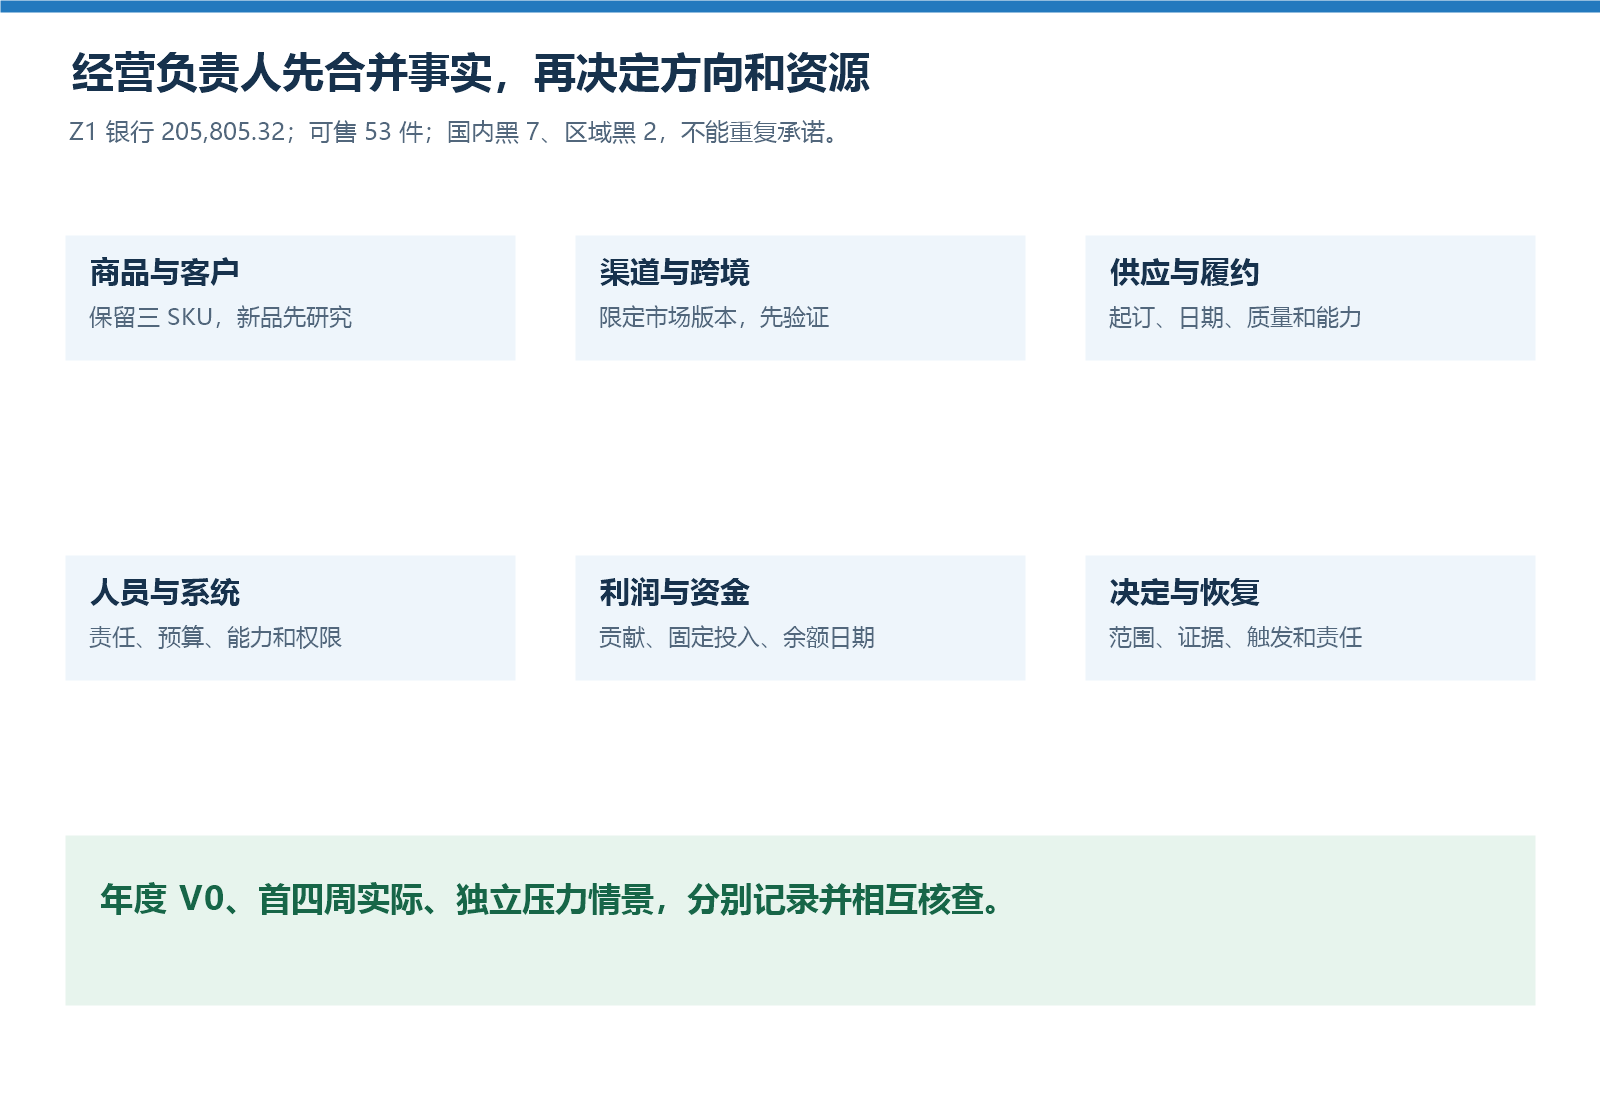 经营负责人先合并事实，再决定方向和资源
Z1 银行 205,805.32；可售 53 件；国内黑 7、区域黑 2，不能重复承诺。
商品与客户
保留三 SKU，新品先研究
渠道与跨境
限定市场版本，先验证
供应与履约
起订、日期、质量和能力
人员与系统
责任、预算、能力和权限
利润与资金
贡献、固定投入、余额日期
决定与恢复
范围、证据、触发和责任
年度 V0、首四周实际、独立压力情景，分别记录并相互核查。